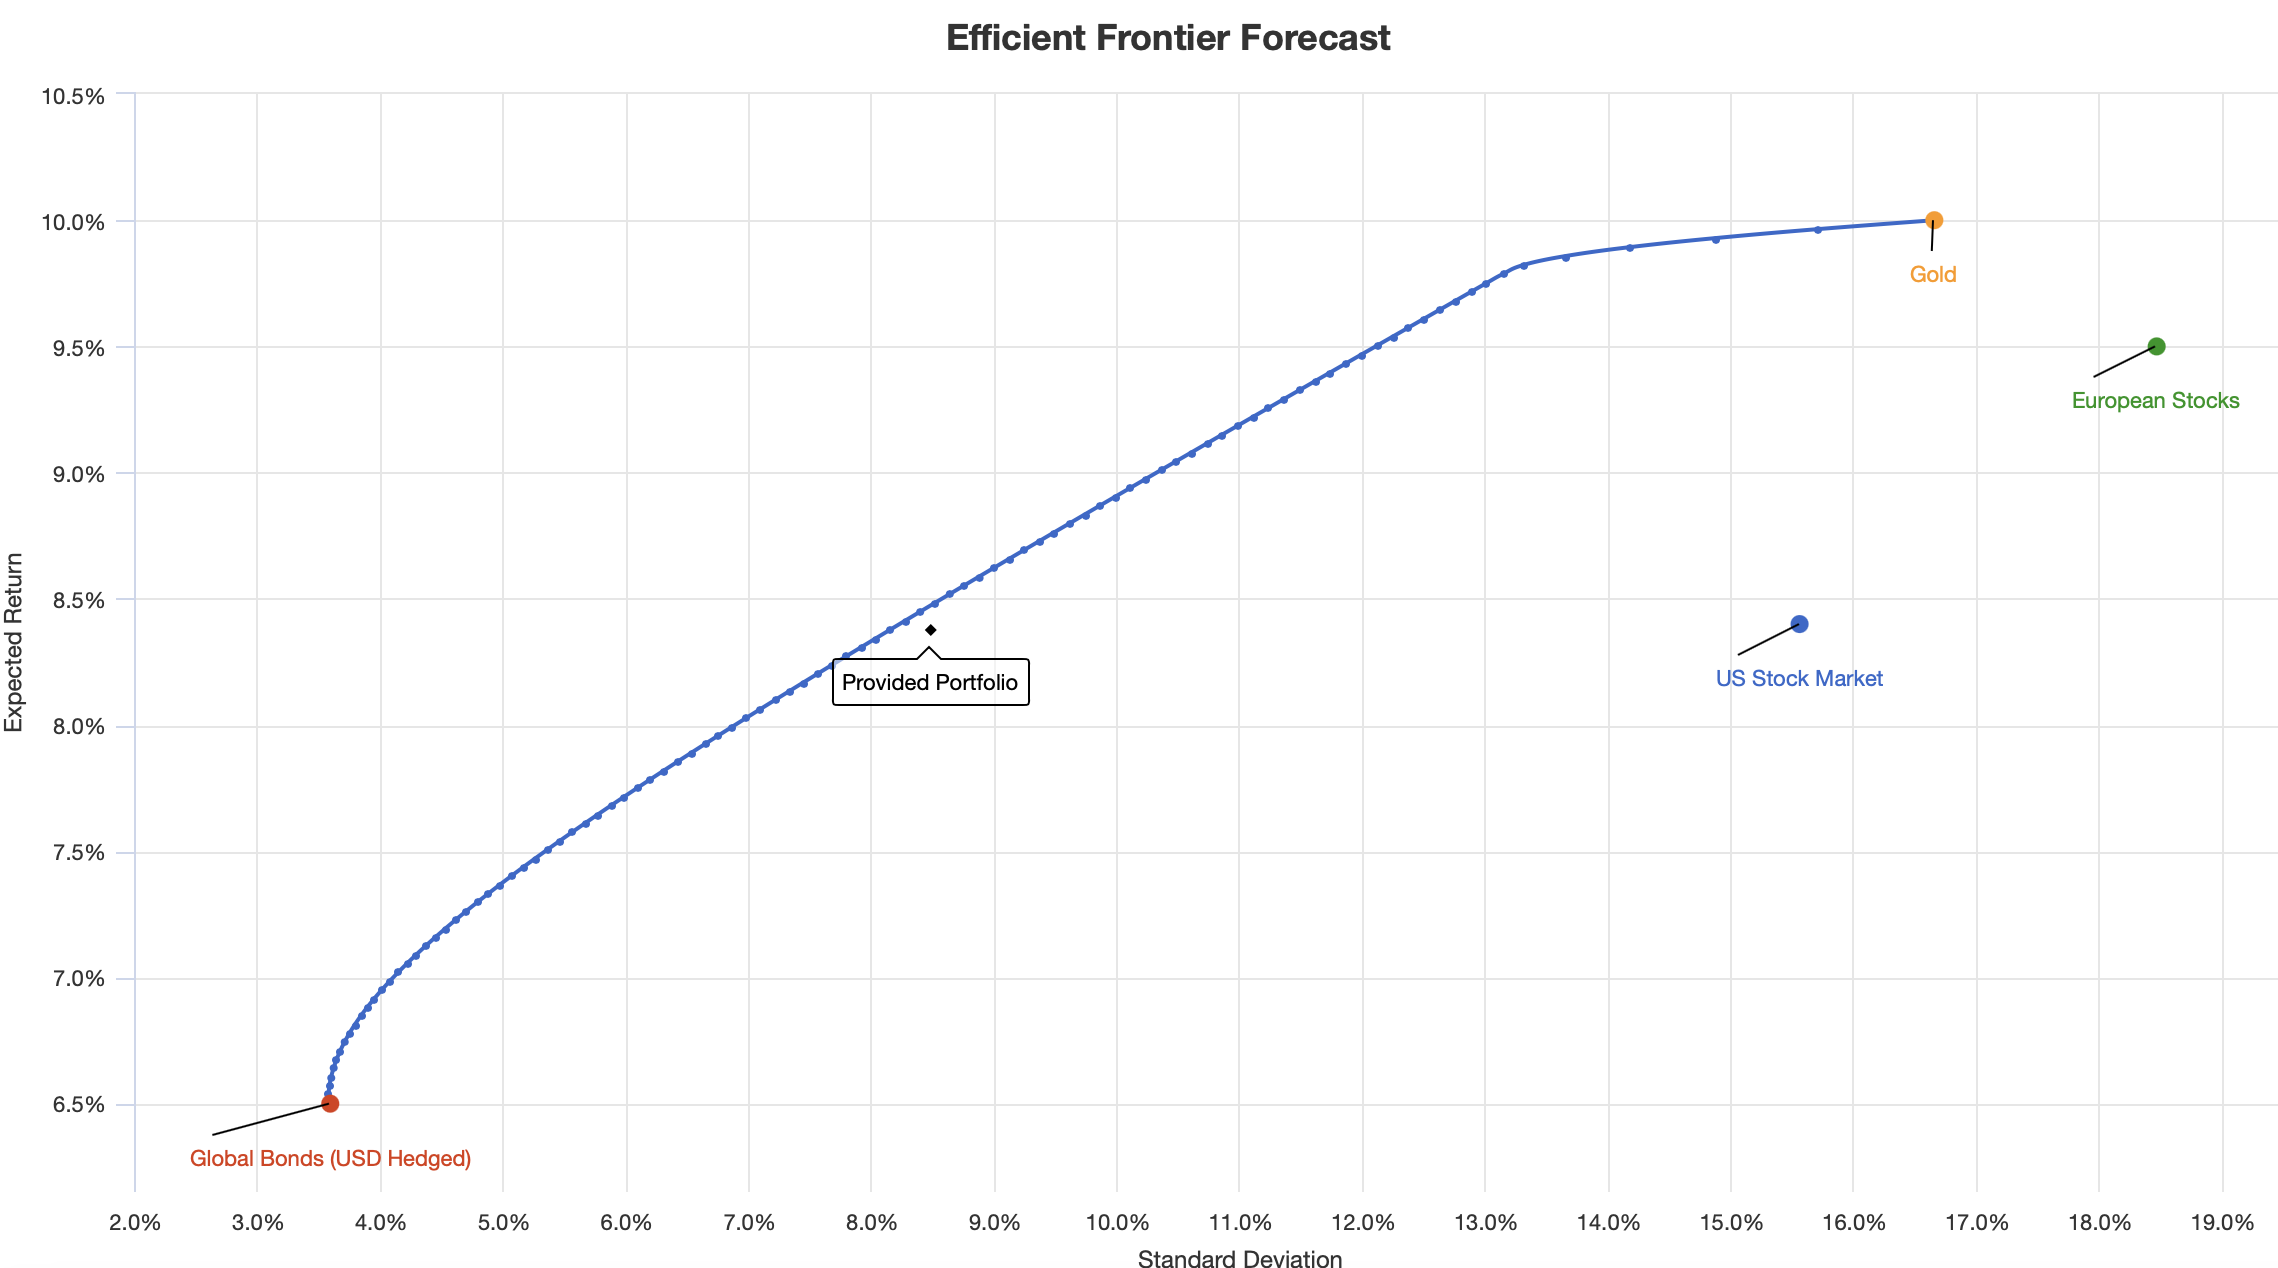 Efficient Frontier Forecast
10.5%
10.0%
9.5%
9.0%
8.5%
8.0%
7.5%
7.0%
6.5%
Expected Return
Gold
European Stocks
US Stock Market
Provided Portfolio
Global Bonds (USD Hedged)
2.0% 3.0% 4.0% 5.0% 6.0% 7.0% 8.0% 9.0% 10.0% 11.0% 12.0% 13.0% 14.0% 15.0% 16.0% 17.0% 18.0% 19.0%
Standard Deviation